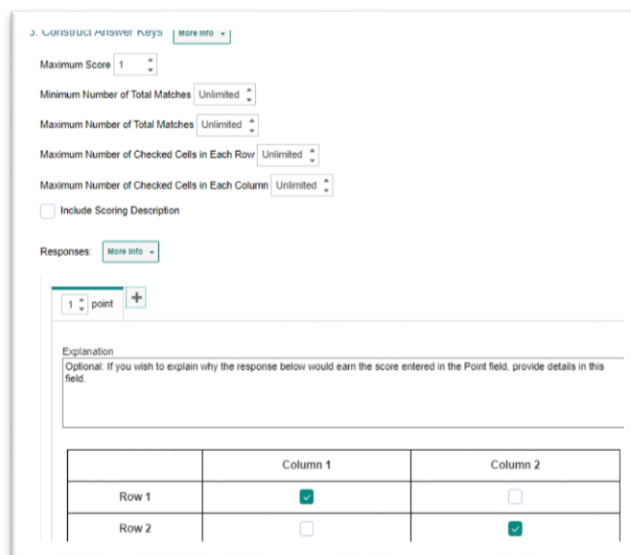 3. Construct Answer Keys More Info
Maximum Score 1
Minimum Number of Total Matches Unlimited
Maximum Number of Total Matches Unlimited
Maximum Number of Checked Cells in Each Row Unlimited
Maximum Number of Checked Cells in Each Column Unlimited
Include Scoring Description
Responses: More Info
1 point +
Explanation
Optional: If you wish to explain why the response below would earn the score entered in the Point field, provide details in this
field.
Column 1 Column 2
Row 1
Row 2